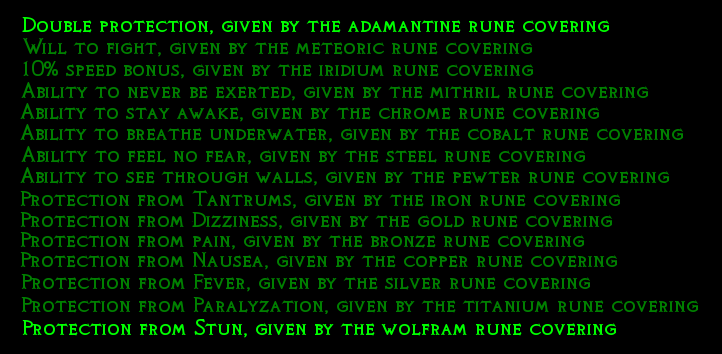 Double protection, given by the adamantine rune covering
Will to fight, given by the meteoric rune covering
10% speed bonus, given by the iridium rune covering
Ability to never be exerted, given by the mithril rune covering
Ability to stay awake, given by the chrome rune covering
Ability to breathe underwater, given by the cobalt rune covering
Ability to feel no fear, given by the steel rune covering
Ability to see through walls, given by the pewter rune covering
Protection from Tantrums, given by the iron rune covering
Protection from Dizziness, given by the gold rune covering
Protection from pain, given by the bronze rune covering
Protection from Nausea, given by the copper rune covering
Protection from Fever, given by the silver rune covering
Protection from Paralyzation, given by the titanium rune covering
Protection from Stun, given by the wolfram rune covering